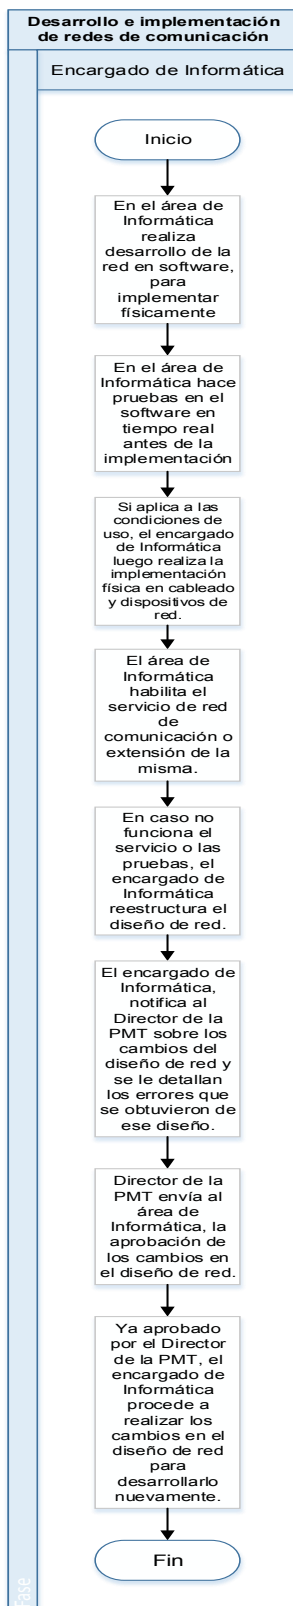 Desarrollo e implementación
de redes de comunicación
Encargado de Informática
Inicio
En el área de
Informática
realiza
desarrollo de la
red en software,
para
implementar
físicamente
En el área de
Informática hace
pruebas en el
software en
tiempo real
antes de la
implementación
Si aplica a las
condiciones de
uso, el encargado
de Informática
luego realiza la
implementación
física en cableado
y dispositivos de
red.
El área de
Informática
habilita el
servicio de red
de
comunicación o
extensión de la
misma.
En caso no
funciona el
servicio o las
pruebas, el
encargado de
Informática
reestructura el
diseño de red.
El encargado de
Informática,
notifica al
Director de la
PMT sobre los
cambios del
diseño de red y
se le detallan
los errores que
se obtuvieron de
ese diseño.
Director de la
PMT envía al
área de
Informática, la
aprobación de
los cambios en
el diseño de red.
Ya aprobado
por el Director
de la PMT, el
encargado de
Informática
procede a
realizar los
cambios en el
diseño de red
para
desarrollarlo
nuevamente.
Fin
Fase